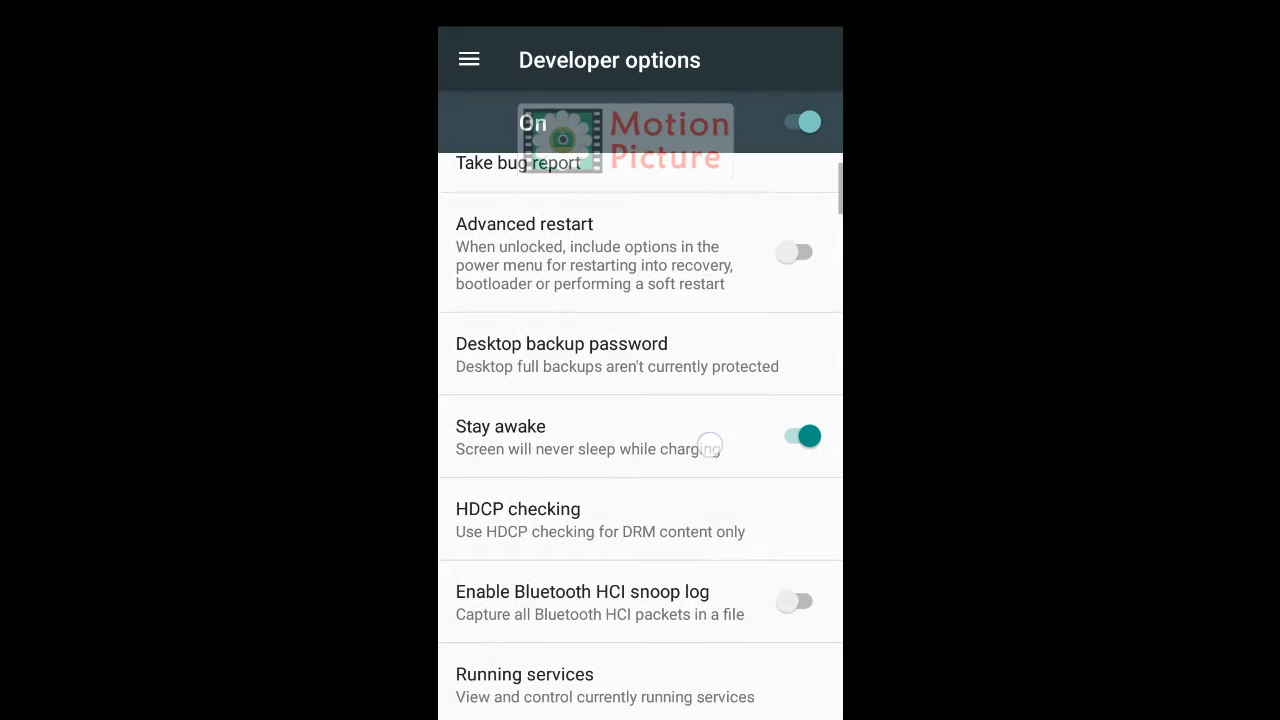 Developer options
On
Motion
Picture
Take bug report
Advanced restart
When unlocked, include options in the
power menu for restarting into recovery,
bootloader or performing a soft restart
Desktop backup password
Desktop full backups aren't currently protected
Stay awake
Screen will never sleep while charging
HDCP checking
Use HDCP checking for DRM content only
Enable Bluetooth HCI snoop log
Capture all Bluetooth HCI packets in a file
Running services
View and control currently running services